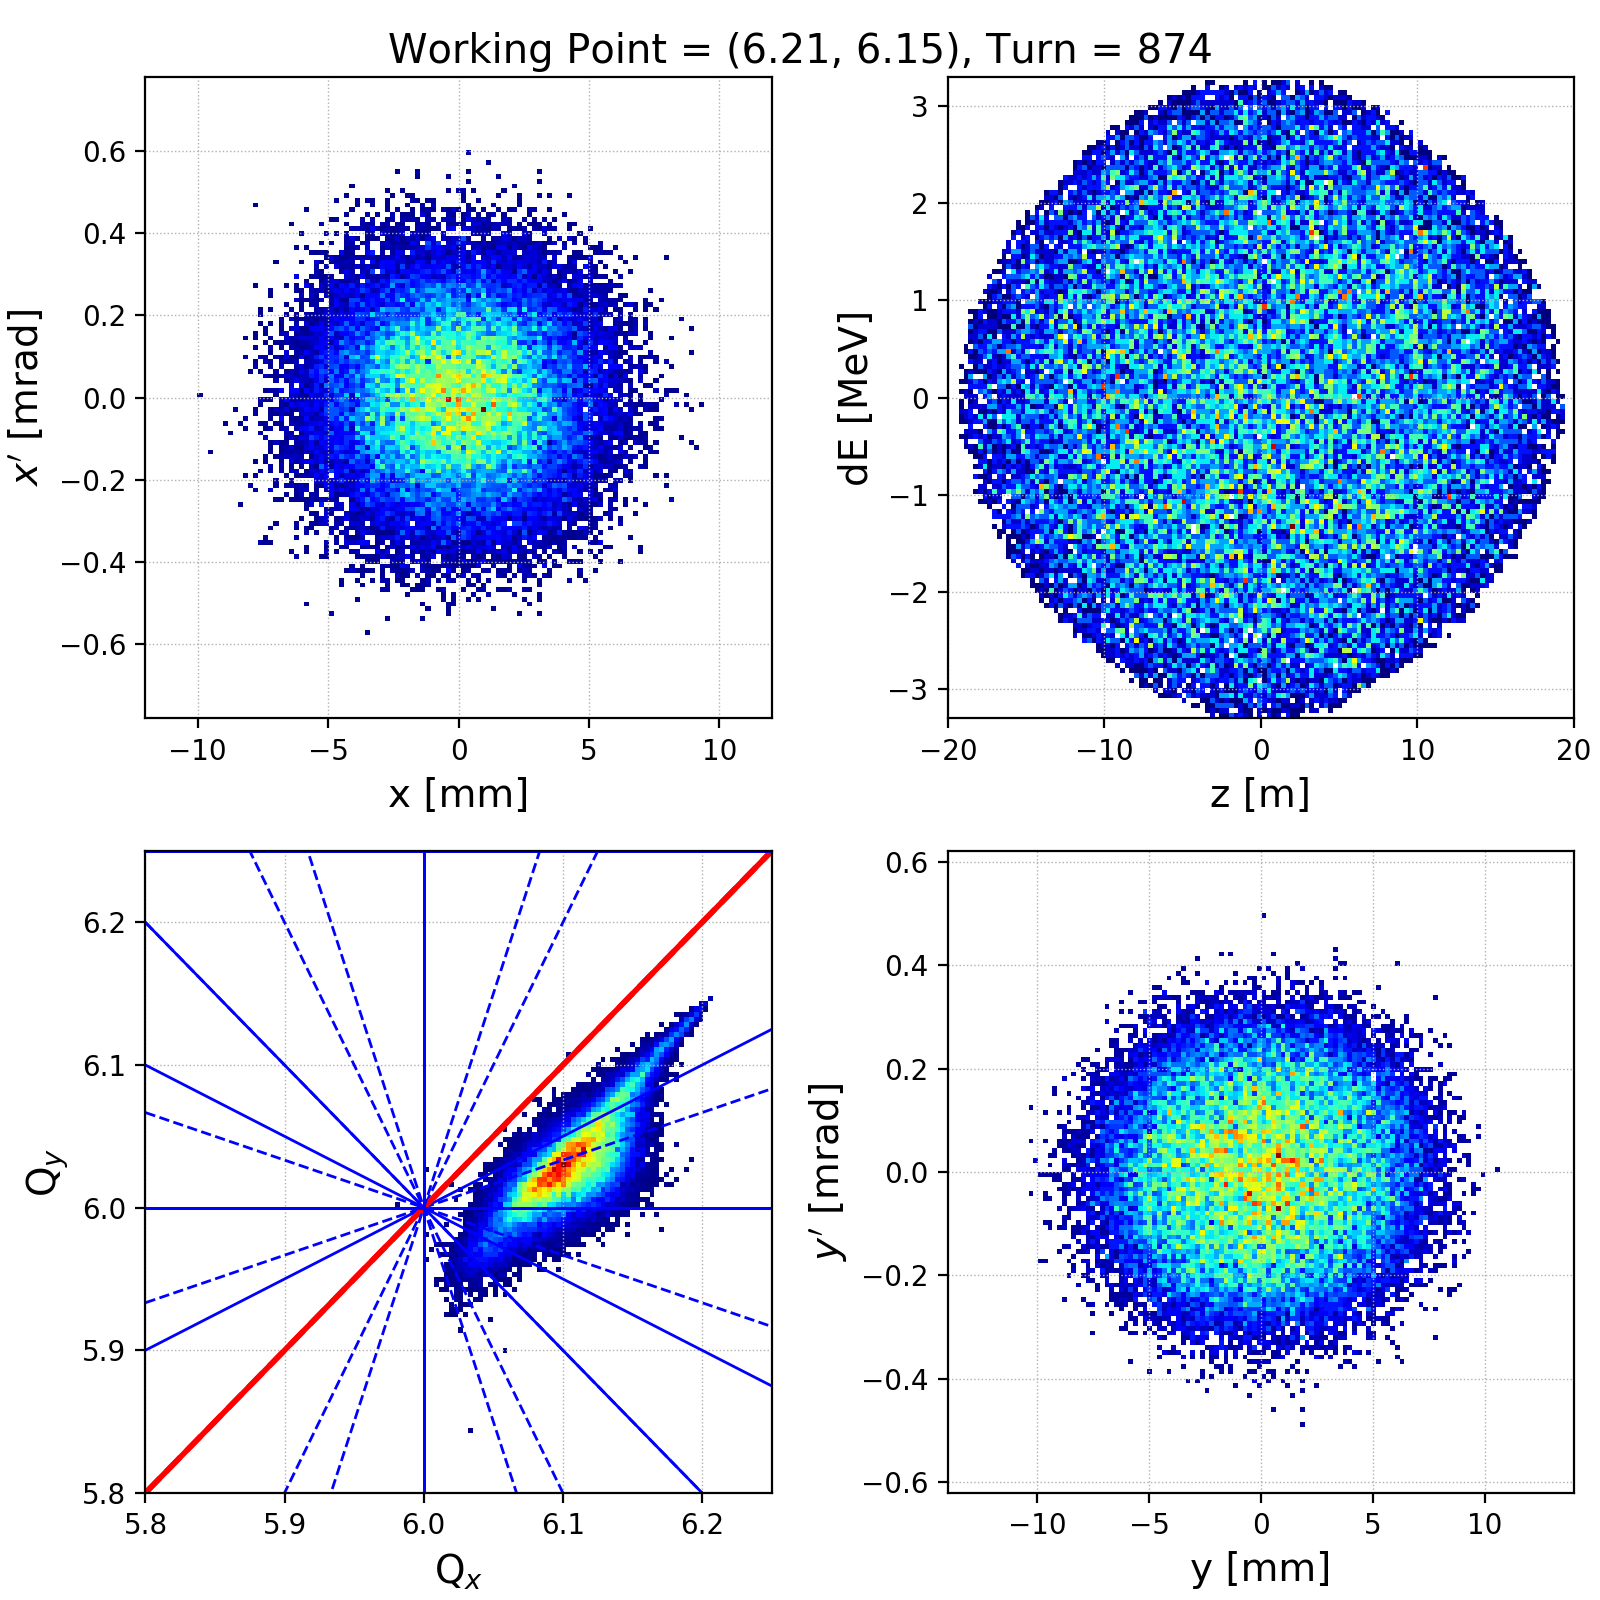 Working Point = (6.21, 6.15), Turn = 874
0.6
0.4
0.2
0.0
−0.2
−0.4
−0.6
x′ [mrad]
−10 −5 0 5 10
x [mm]
3
2
1
0
−1
−2
−3
dE [MeV]
−20 −10 0 10 20
z [m]
6.2
6.1
6.0
5.9
5.8
Qy
5.8 5.9 6.0 6.1 6.2
Qx
0.6
0.4
0.2
0.0
−0.2
−0.4
−0.6
y′ [mrad]
−10 −5 0 5 10
y [mm]